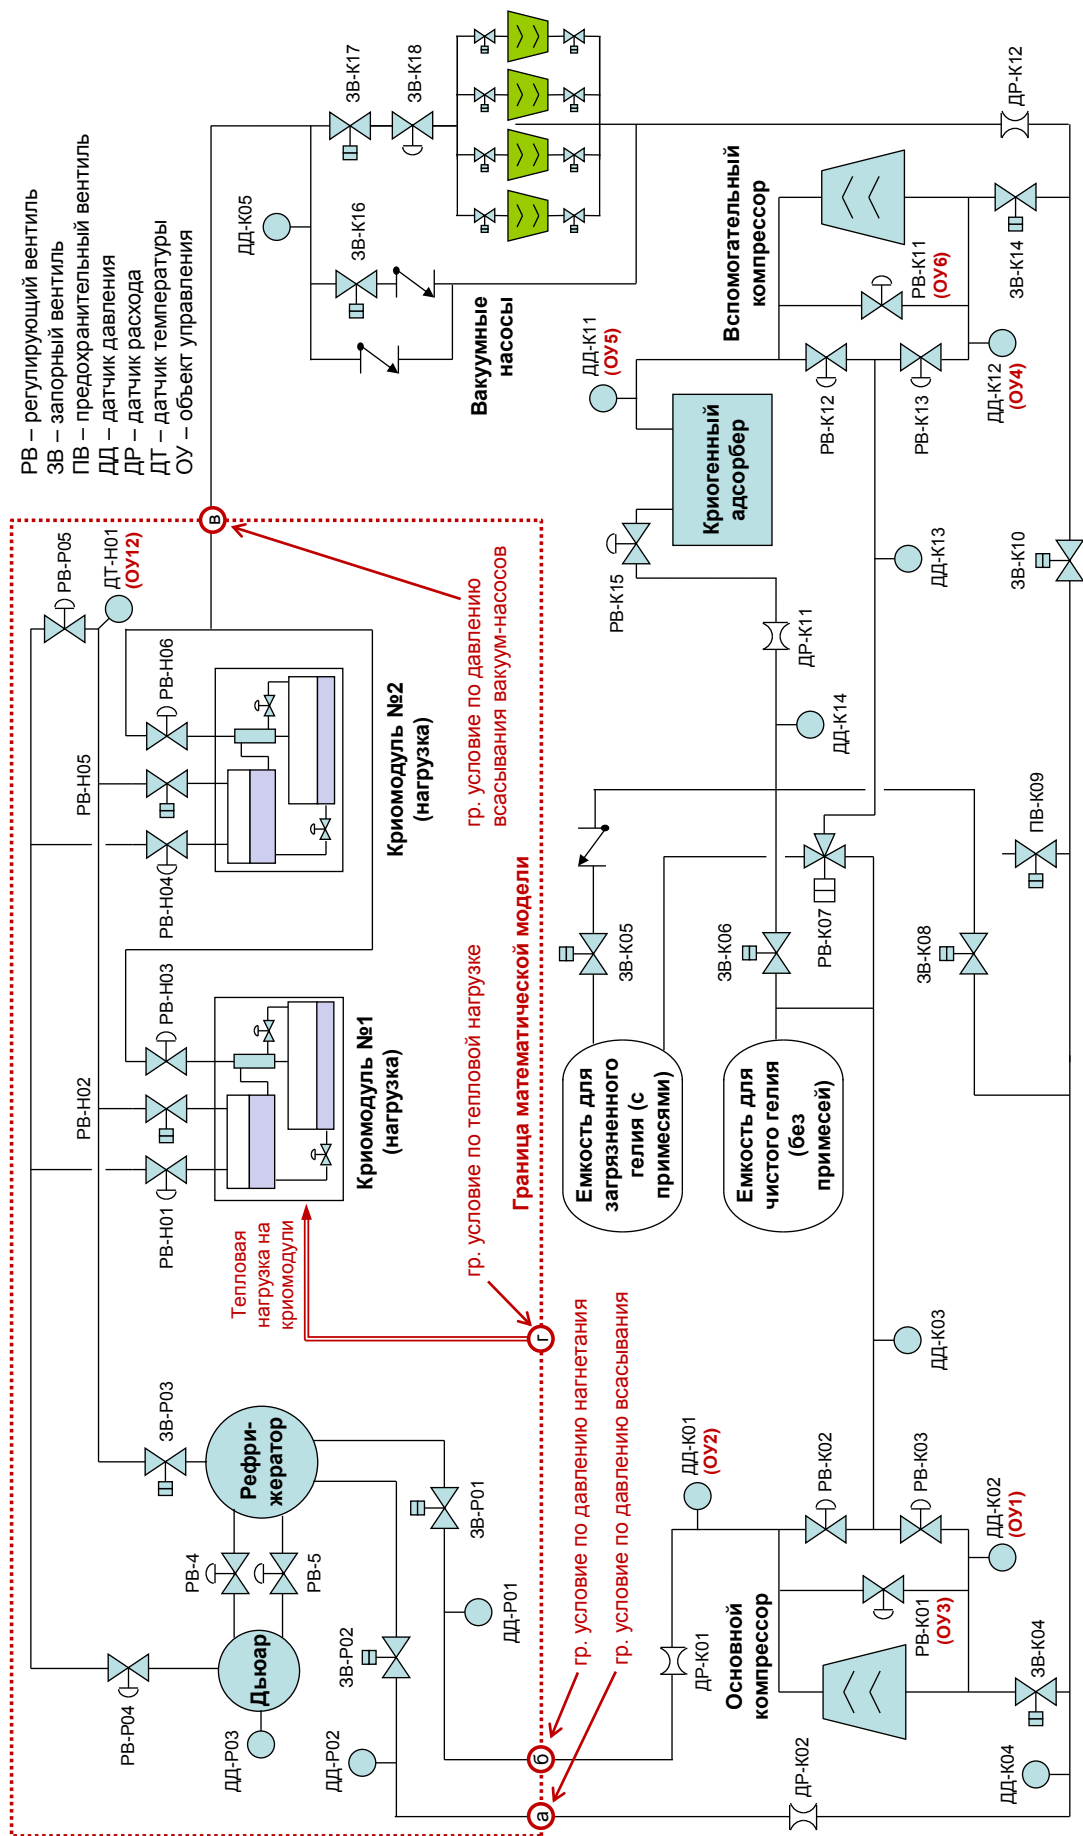 РВ – регулирующий вентиль
ЗВ – запорный вентиль
ПВ – предохранительный вентиль
ДД – датчик давления
ДР – датчик расхода
ДТ – датчик температуры
ОУ – объект управления
РВ-Р04
ДД-Р03
Дьюар
РВ-4
РВ-5
Рефри-
жератор
ЗВ-Р03
ДД-Р02
ЗВ-Р02
ЗВ-Р01
ДД-Р01
Тепловая
нагрузка на
криомодули
РВ-Н01
РВ-Н02
РВ-Н03
Криомодуль №1
(нагрузка)
РВ-Н04
РВ-Н05
РВ-Н06
Криомодуль №2
(нагрузка)
РВ-Р05
ДТ-Н01
(ОУ12)
а
б
г
в
гр. условие по тепловой нагрузке
Граница математической модели
гр. условие по давлению
всасывания вакуум-насосов
гр. условие по давлению нагнетания
гр. условие по давлению всасывания
ДД-К05
ЗВ-К16
ЗВ-К17
ЗВ-К18
Вакуумные
насосы
ДР-К01
ДД-К01
(ОУ2)
Основной
компрессор
РВ-К02
РВ-К03
РВ-К01
(ОУ3)
ДД-К02
(ОУ1)
ЗВ-К04
ДР-К02
ДД-К04
ДД-К03
Емкость для
загрязненного
гелия (с
примесями)
Емкость для
чистого гелия
(без
примесей)
ЗВ-К05
ЗВ-К06
РВ-К07
ЗВ-К08
ПВ-К09
ЗВ-К10
ДД-К14
ДР-К11
РВ-К15
Криогенный
адсорбер
ДД-К11
(ОУ5)
ДД-К13
Вспомогательный
компрессор
РВ-К12
РВ-К13
РВ-К11
(ОУ6)
ДД-К12
(ОУ4)
ЗВ-К14
ДР-К12